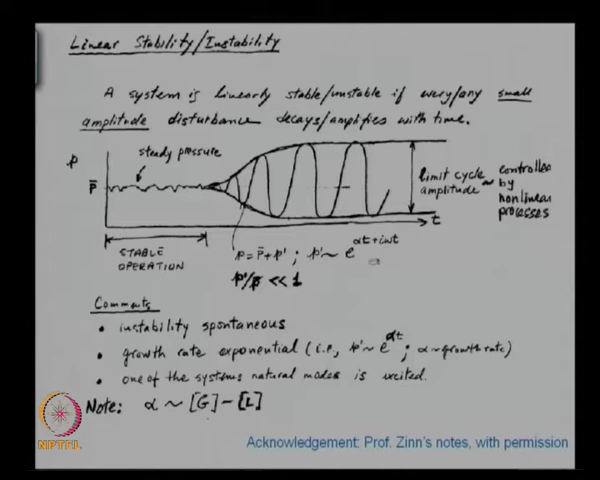 Linear Stability/Instability
A system is linearly stable/unstable if every/any small
amplitude disturbance decays/amplifies with time.
p
steady pressure
p̄
limit cycle
amplitude ~
controlled
by
nonlinear
processes
t
STABLE
OPERATION
p = p̄ + p' ; p' ~ e^{αt+iωt}
p'/p̄ << 1
Comments
• instability spontaneous
• growth rate exponential (i.e., p' ~ e^{αt} ; α ~ growth rate)
• one of the systems natural modes is excited.
Note: α ~ [G] - [L]
NPTEL
Acknowledgement: Prof. Zinn's notes, with permission